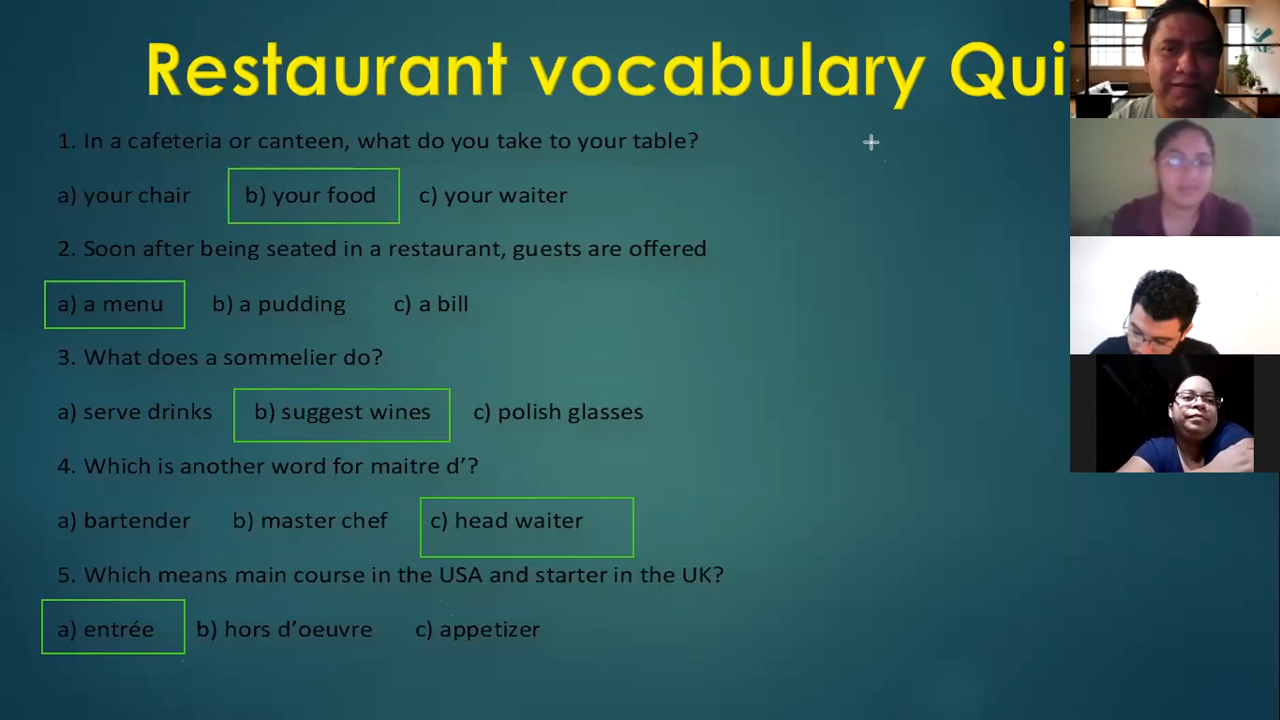 Restaurant vocabulary Qui
1. In a cafeteria or canteen, what do you take to your table?
a) your chair b) your food c) your waiter
2. Soon after being seated in a restaurant, guests are offered
a) a menu b) a pudding c) a bill
3. What does a sommelier do?
a) serve drinks b) suggest wines c) polish glasses
4. Which is another word for maitre d’?
a) bartender b) master chef c) head waiter
5. Which means main course in the USA and starter in the UK?
a) entrée b) hors d’oeuvre c) appetizer